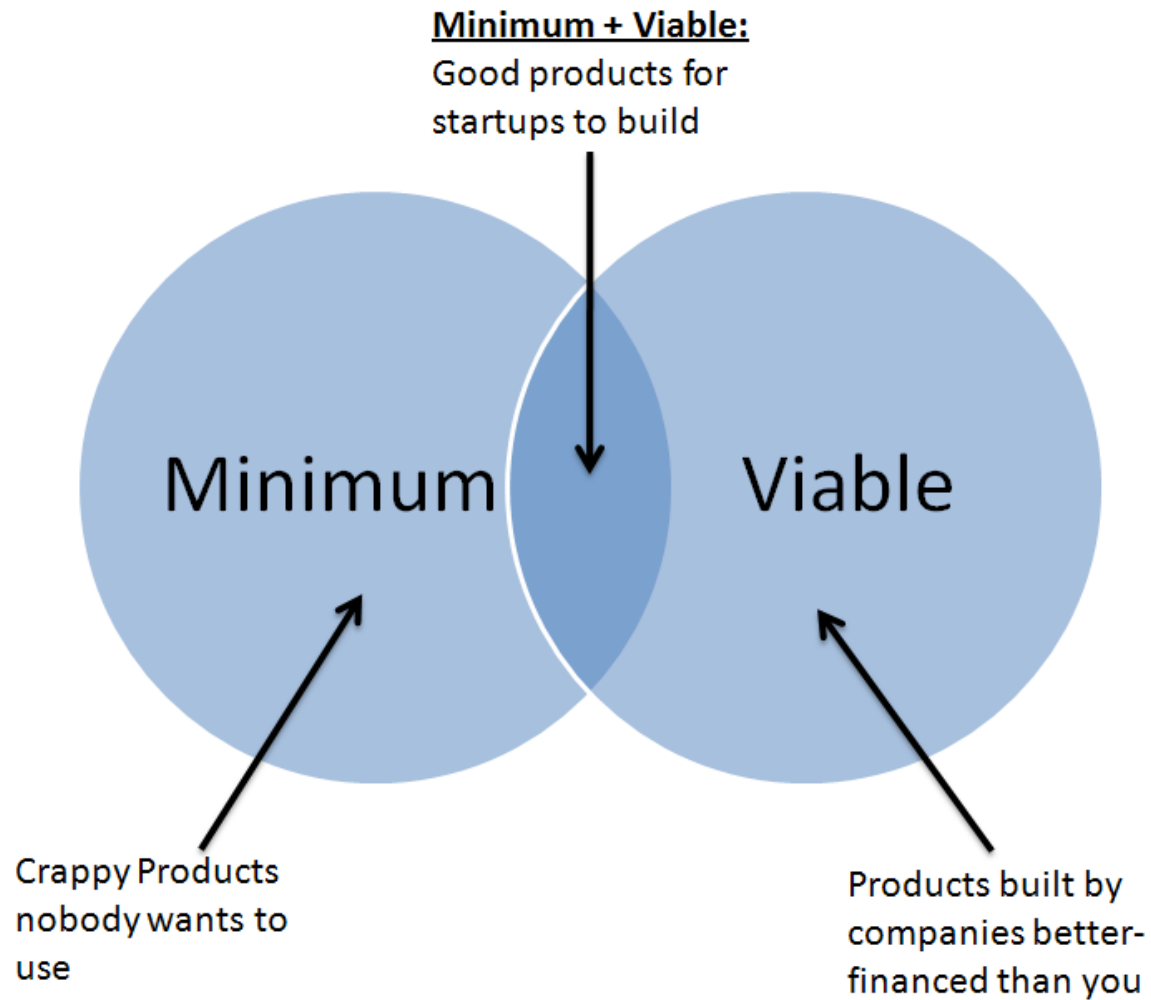 Minimum + Viable:
Good products for
startups to build
Minimum
Viable
Crappy Products
nobody wants to
use
Products built by
companies better-
financed than you